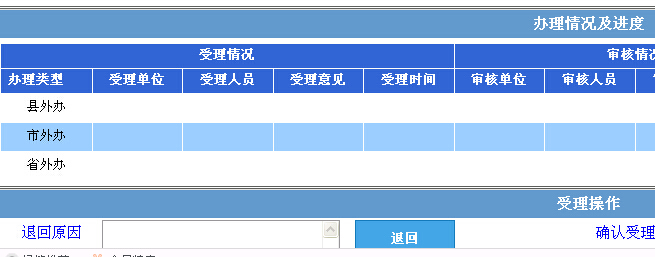 办理情况及进度
受理情况 审核情
办理类型 受理单位 受理人员 受理意见 受理时间 审核单位 审核人员
县外办
市外办
省外办
受理操作
退回原因 退回 确认受理